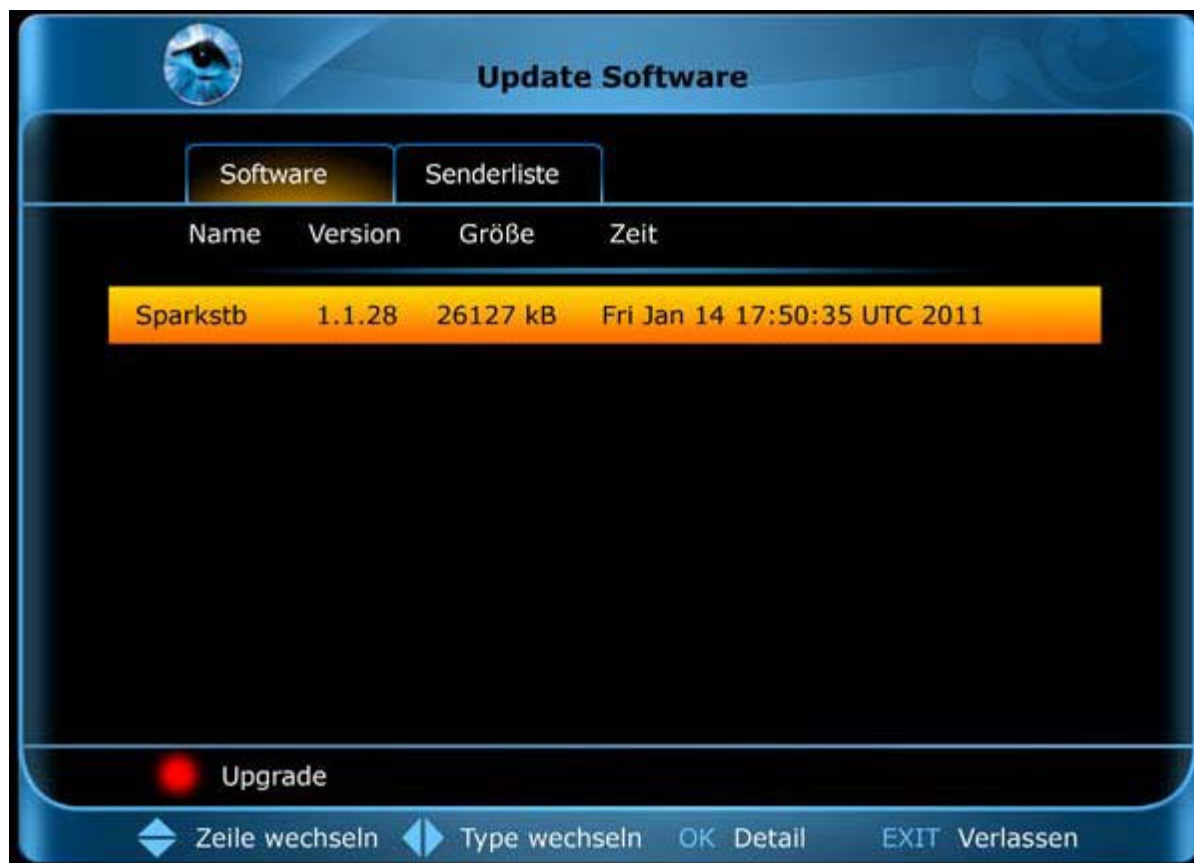 Update Software
Software Senderliste
Name Version Größe Zeit
Sparkstb 1.1.28 26127 kB Fri Jan 14 17:50:35 UTC 2011
Upgrade
Zeile wechseln Type wechseln OK Detail EXIT Verlassen